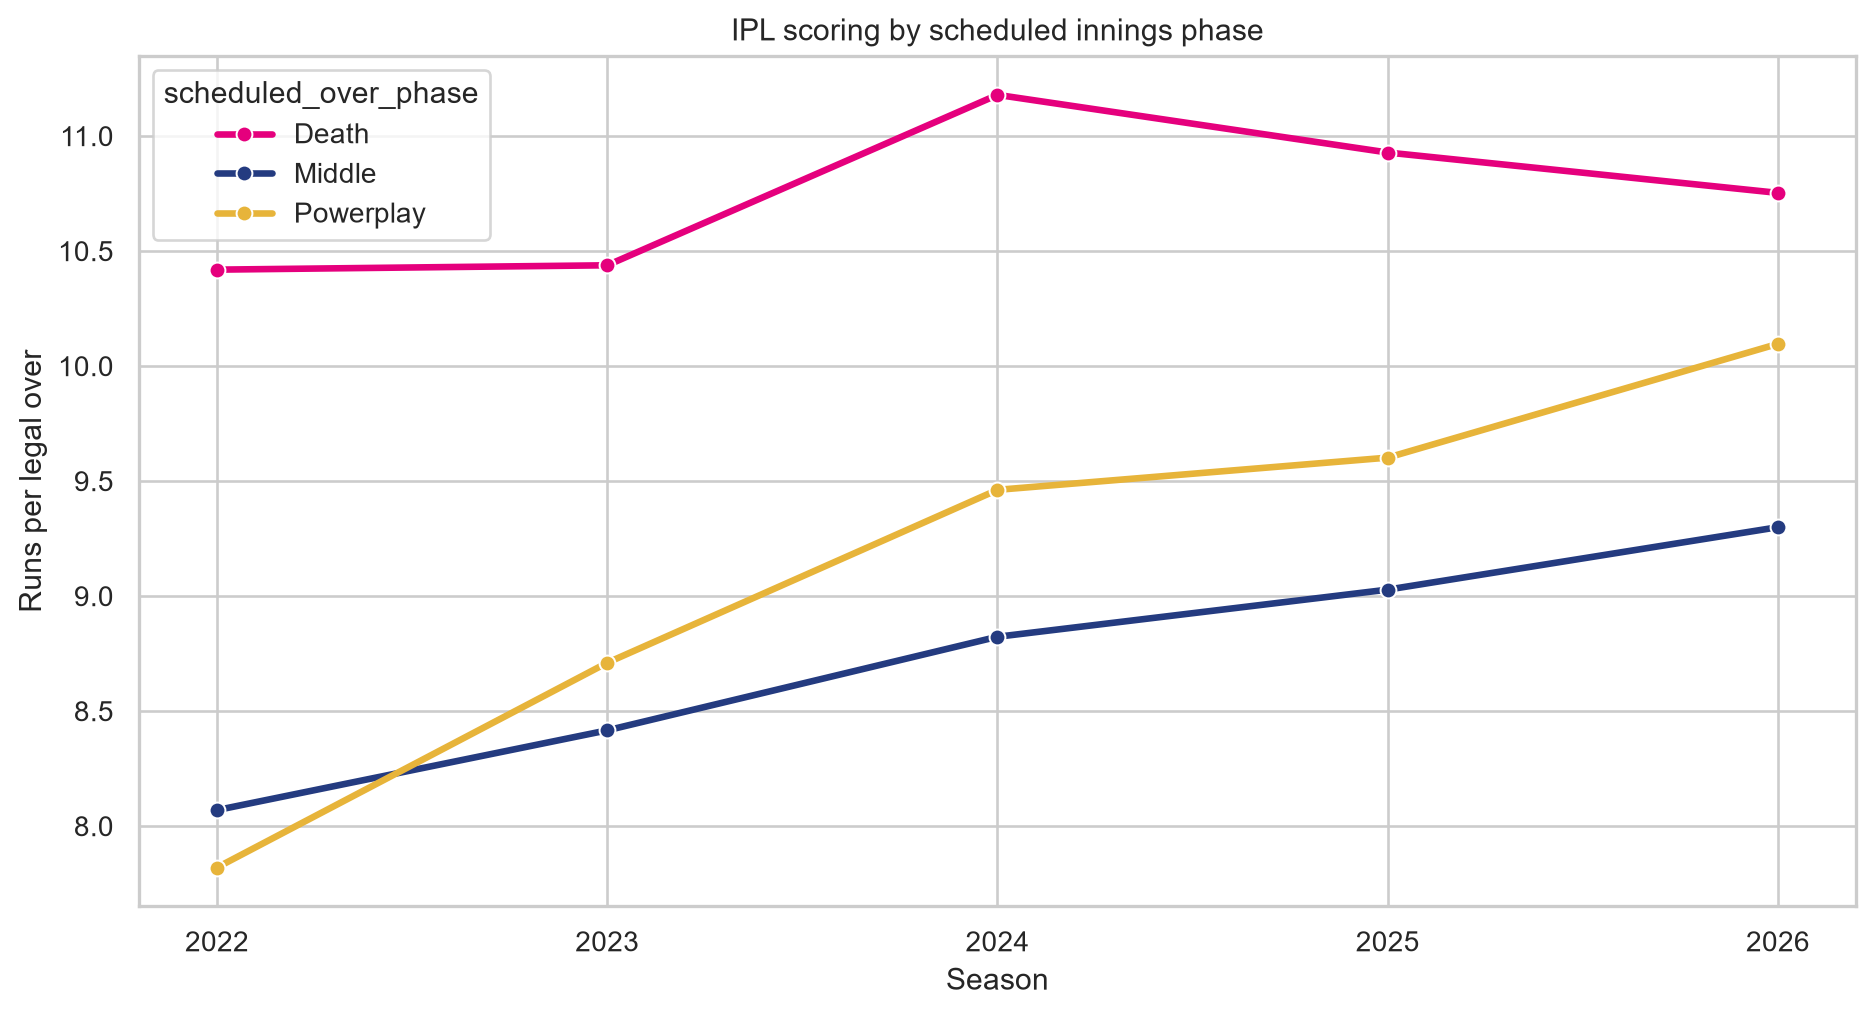 IPL scoring by scheduled innings phase
scheduled_over_phase
Death
Middle
Powerplay
Runs per legal over
11.0
10.5
10.0
9.5
9.0
8.5
8.0
2022 2023 2024 2025 2026
Season